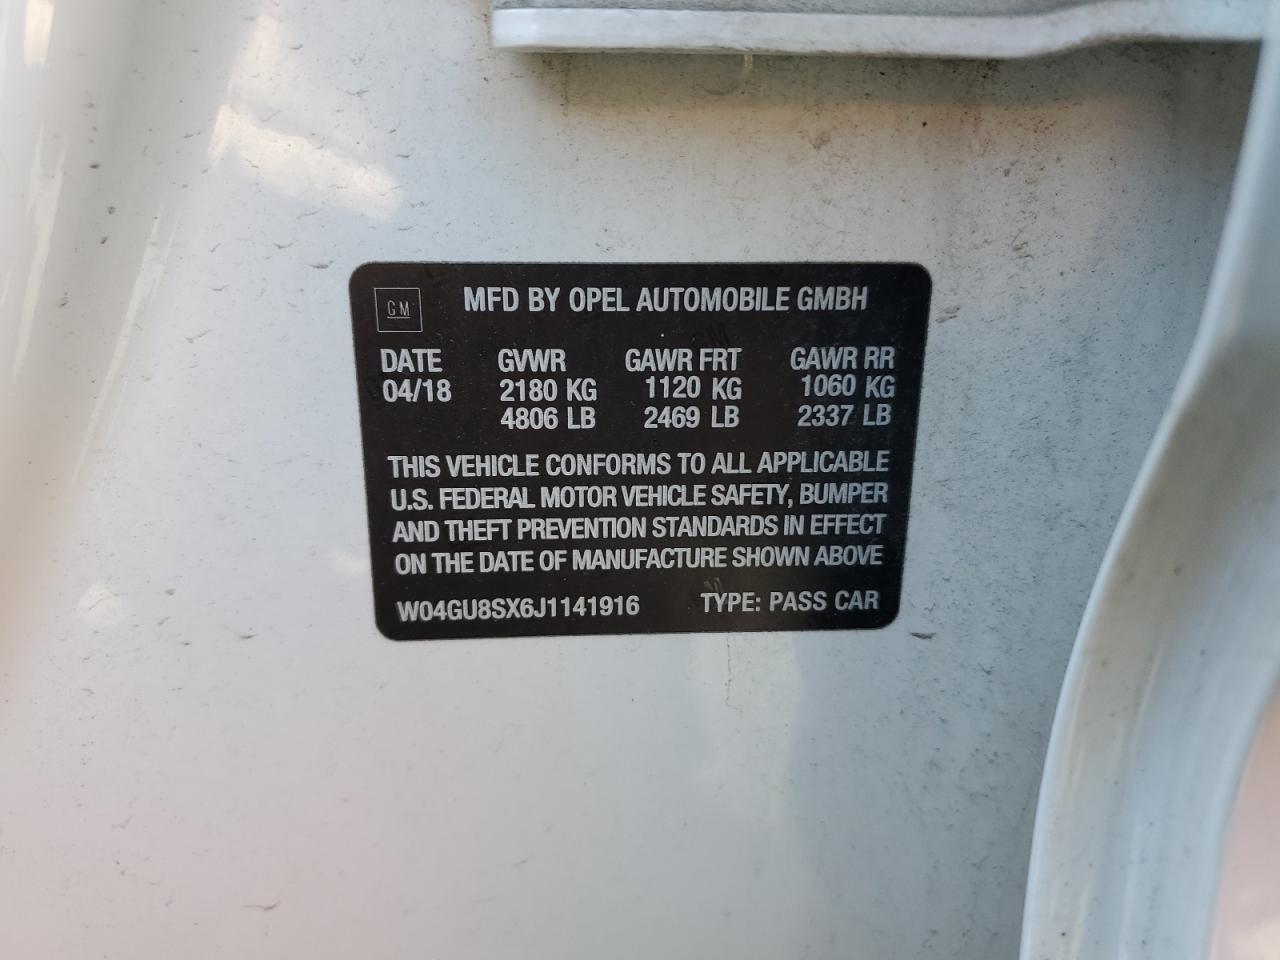 GM MFD BY OPEL AUTOMOBILE GMBH
DATE GVWR GAWR FRT GAWR RR
04/18 2180 KG 1120 KG 1060 KG
4806 LB 2469 LB 2337 LB
THIS VEHICLE CONFORMS TO ALL APPLICABLE
U.S. FEDERAL MOTOR VEHICLE SAFETY, BUMPER
AND THEFT PREVENTION STANDARDS IN EFFECT
ON THE DATE OF MANUFACTURE SHOWN ABOVE
W04GU8SX6J1141916 TYPE: PASS CAR